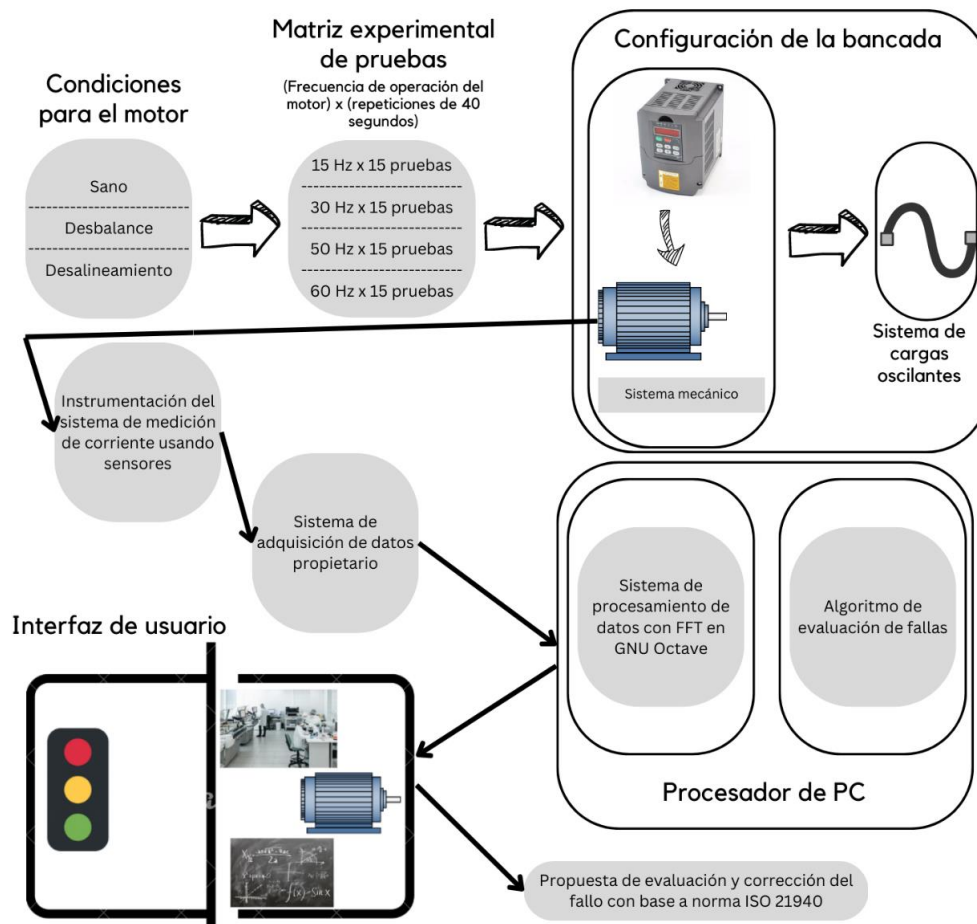 Condiciones
para el motor
Sano
Desbalance
Desalineamiento
Matriz experimental
de pruebas
(Frecuencia de operación del
motor) x (repeticiones de 40
segundos)
15 Hz x 15 pruebas
30 Hz x 15 pruebas
50 Hz x 15 pruebas
60 Hz x 15 pruebas
Configuración de la bancada
Sistema mecánico
Sistema de
cargas
oscilantes
Instrumentación del
sistema de medición
de corriente usando
sensores
Sistema de
adquisición de datos
propietario
Sistema de
procesamiento de
datos con FFT en
GNU Octave
Algoritmo de
evaluación de fallas
Procesador de PC
Interfaz de usuario
Propuesta de evaluación y corrección del
fallo con base a norma ISO 21940